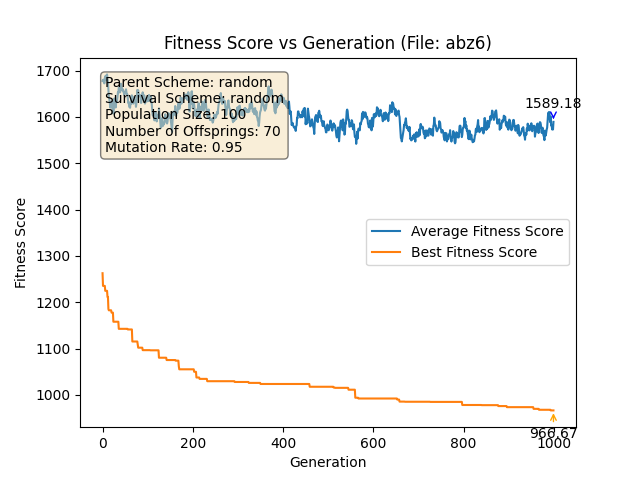 Fitness Score vs Generation (File: abz6)
Fitness Score
1700
1600
1500
1400
1300
1200
1100
1000
Parent Scheme: random
Survival Scheme: random
Population Size: 100
Number of Offsprings: 70
Mutation Rate: 0.95
1589.18
Average Fitness Score
Best Fitness Score
966.67
0
200
400
600
800
1000
Generation